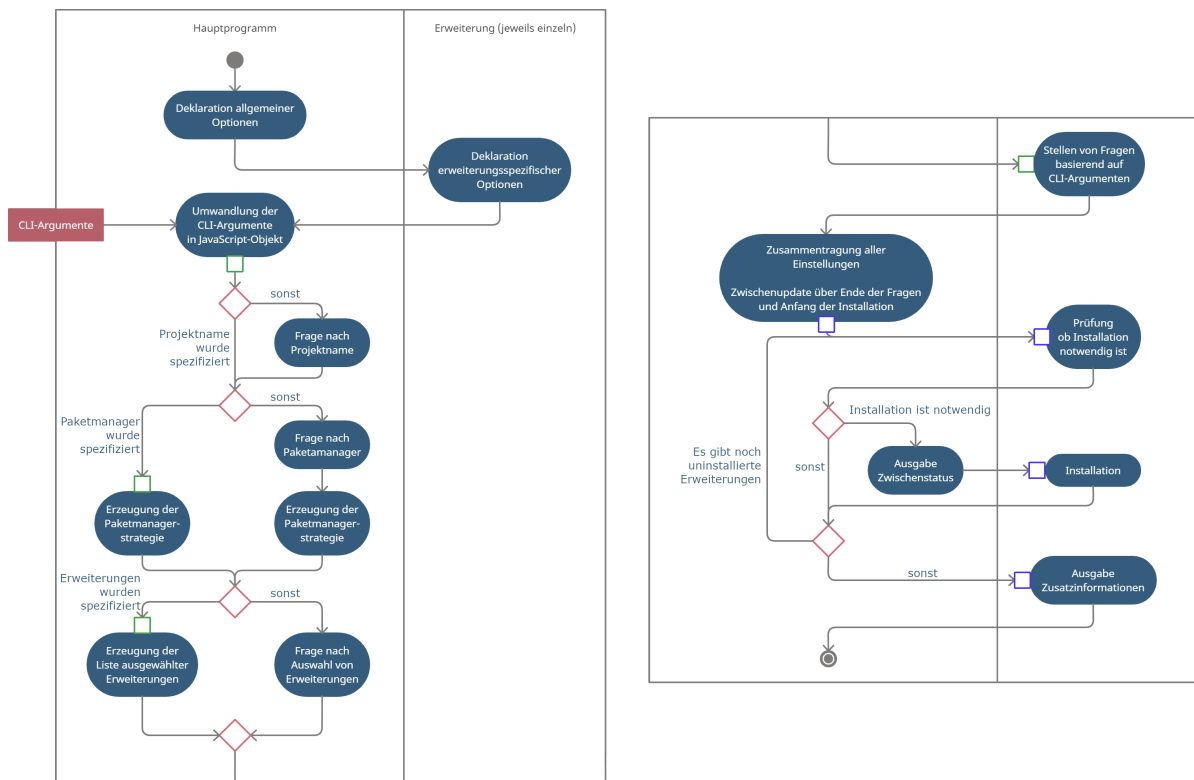 Hauptprogramm
Erweiterung (jeweils einzeln)
Deklaration allgemeiner
Optionen
Deklaration
erweiterungsspezifischer
Optionen
CLI-Argumente
Umwandlung der
CLI-Argumente
in JavaScript-Objekt
sonst
Projektname
wurde
spezifiziert
Frage nach
Projektname
sonst
Paketmanager
wurde
spezifiziert
Frage nach
Paketamanager
Erzeugung der
Paketmanager-
strategie
Erzeugung der
Paketmanager-
strategie
Erweiterungen
wurden
spezifiziert
sonst
Erzeugung der
Liste ausgewählter
Erweiterungen
Frage nach
Auswahl von
Erweiterungen
Stellen von Fragen
basierend auf
CLI-Argumenten
Zusammentragung aller
Einstellungen
Zwischenupdate über Ende der Fragen
und Anfang der Installation
Prüfung
ob Installation
notwendig ist
Installation ist notwendig
Es gibt noch
uninstallierte
Erweiterungen
sonst
Ausgabe
Zwischenstatus
Installation
sonst
Ausgabe
Zusatzinformationen